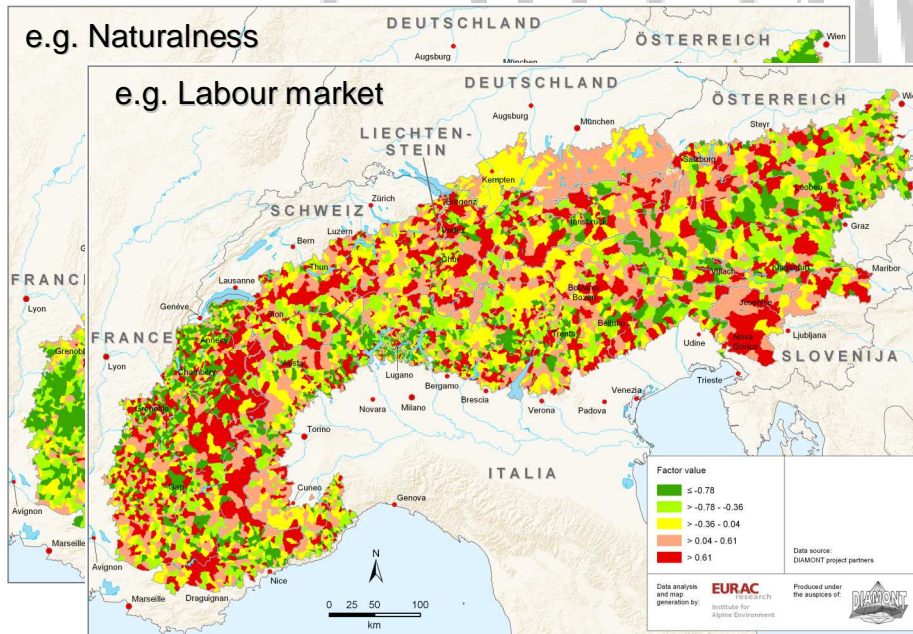 e.g. Naturalness
DEUTSCHLAND
Augsburg
ÖSTERREICH
Wien
München
FRANC
Lyon
Grenobl
Avignon
Marseille
e.g. Labour market
DEUTSCHLAND
ÖSTERREICH
Augsburg
München
Steyr
LIECHTEN-
STEIN
Salzburg
Kempten
Leoben
Zürich
Bregenz
SCHWEIZ
Luzern
Vaduz
Innsbruck
Graz
Bern
Chur
Thun
Villach
Klagenfurt
Maribor
Lausanne
Bolzano
Bozen
Jesenice
Genéve
Sion
Trento
Belluno
Nova
Gorica
Ljubljana
Annecy
Udine
SLOVENIJA
FRANCE
Aosta
Lugano
Lyon
Chambéry
Bergamo
Trieste
Novara
Milano
Brescia
Verona
Padova
Venezia
Grenoble
Torino
ITALIA
Gap
Cuneo
Genova
Avignon
Nice
Marseille
Draguignan
N
0 25 50 100
km
Factor value
≤ -0.78
> -0.78 - -0.36
> -0.36 - 0.04
> 0.04 - 0.61
> 0.61
Data source:
DIAMONT project partners
Data analysis
and map
generation by:
EURAC
research
Institute for
Alpine Environment
Produced under
the auspices of:
DIAMONT